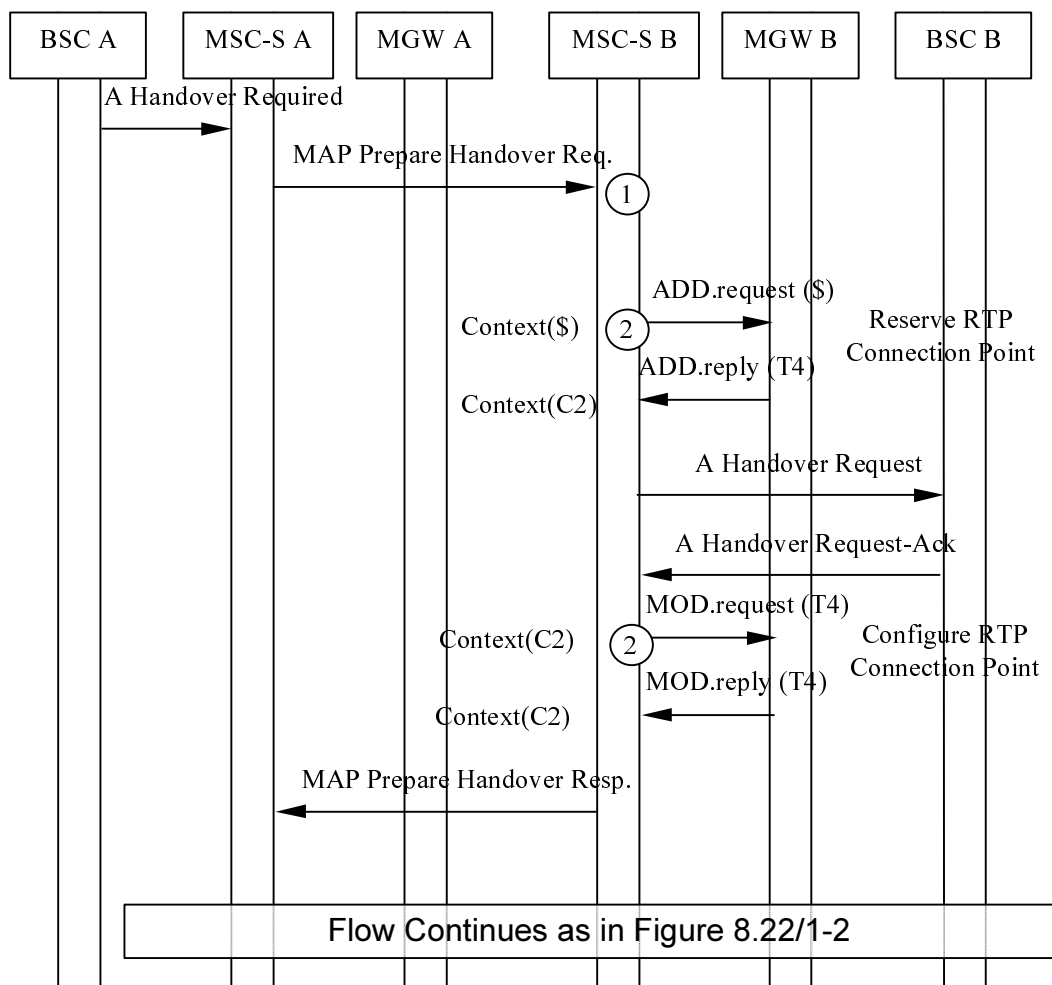 BSC A
MSC-S A
MGW A
MSC-S B
MGW B
BSC B
A Handover Required
MAP Prepare Handover Req.
1
ADD.request ($)
Context($)
2
Reserve RTP
Connection Point
ADD.reply (T4)
Context(C2)
A Handover Request
A Handover Request-Ack
MOD.request (T4)
Context(C2)
2
Configure RTP
Connection Point
MOD.reply (T4)
Context(C2)
MAP Prepare Handover Resp.
Flow Continues as in Figure 8.22/1-2